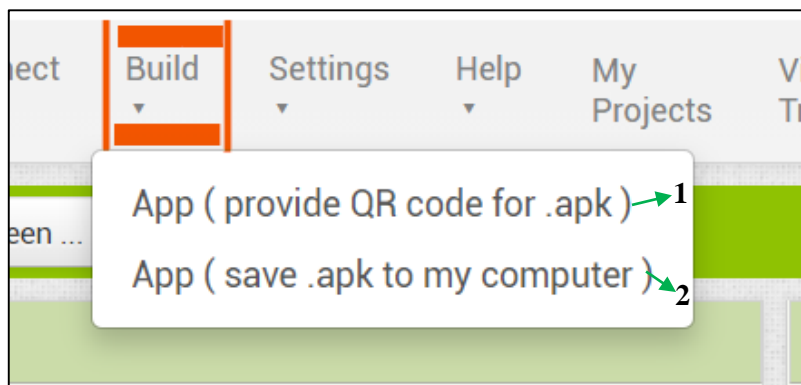 nect Build Settings Help My Projects
App ( provide QR code for .apk ) 1
een ...
App ( save .apk to my computer ) 2